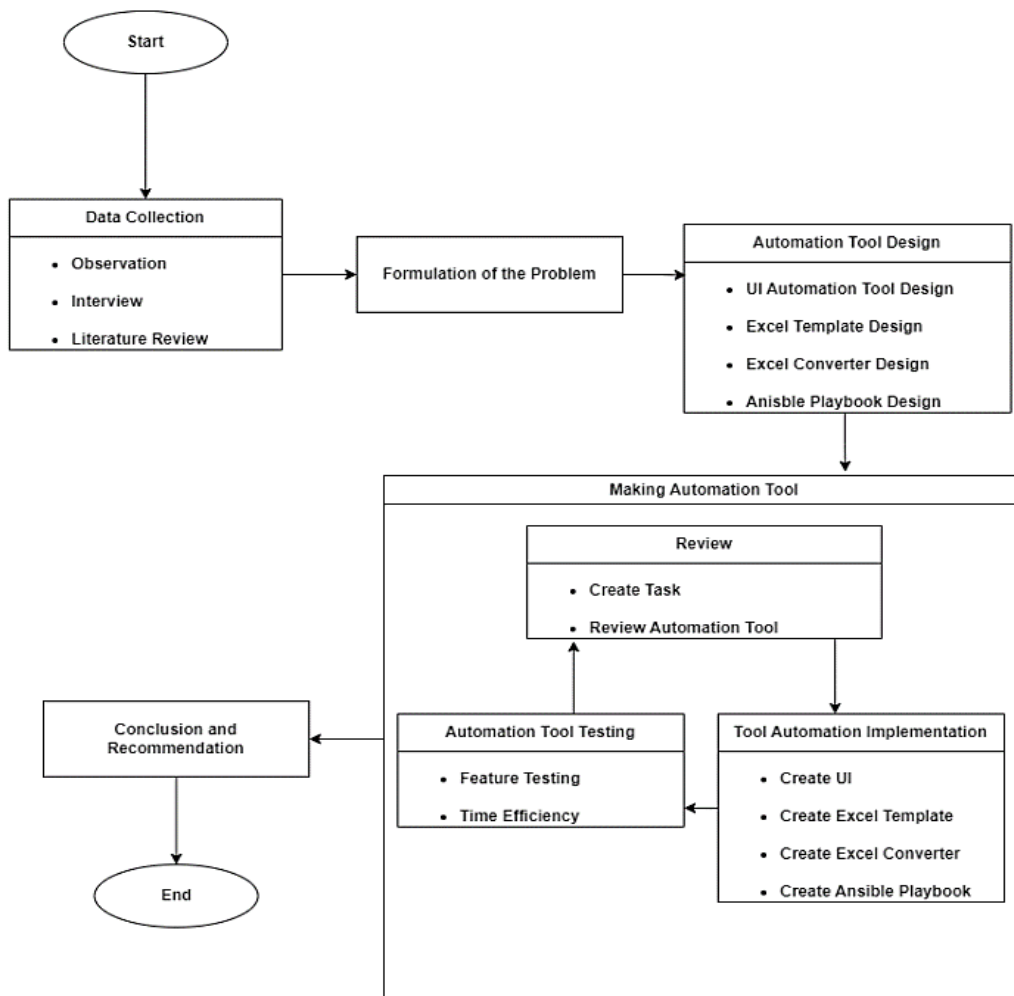 Start
Data Collection
Observation
Interview
Literature Review
Formulation of the Problem
Automation Tool Design
UI Automation Tool Design
Excel Template Design
Excel Converter Design
Anisble Playbook Design
Making Automation Tool
Review
Create Task
Review Automation Tool
Tool Automation Implementation
Create UI
Create Excel Template
Create Excel Converter
Create Ansible Playbook
Automation Tool Testing
Feature Testing
Time Efficiency
Conclusion and
Recommendation
End